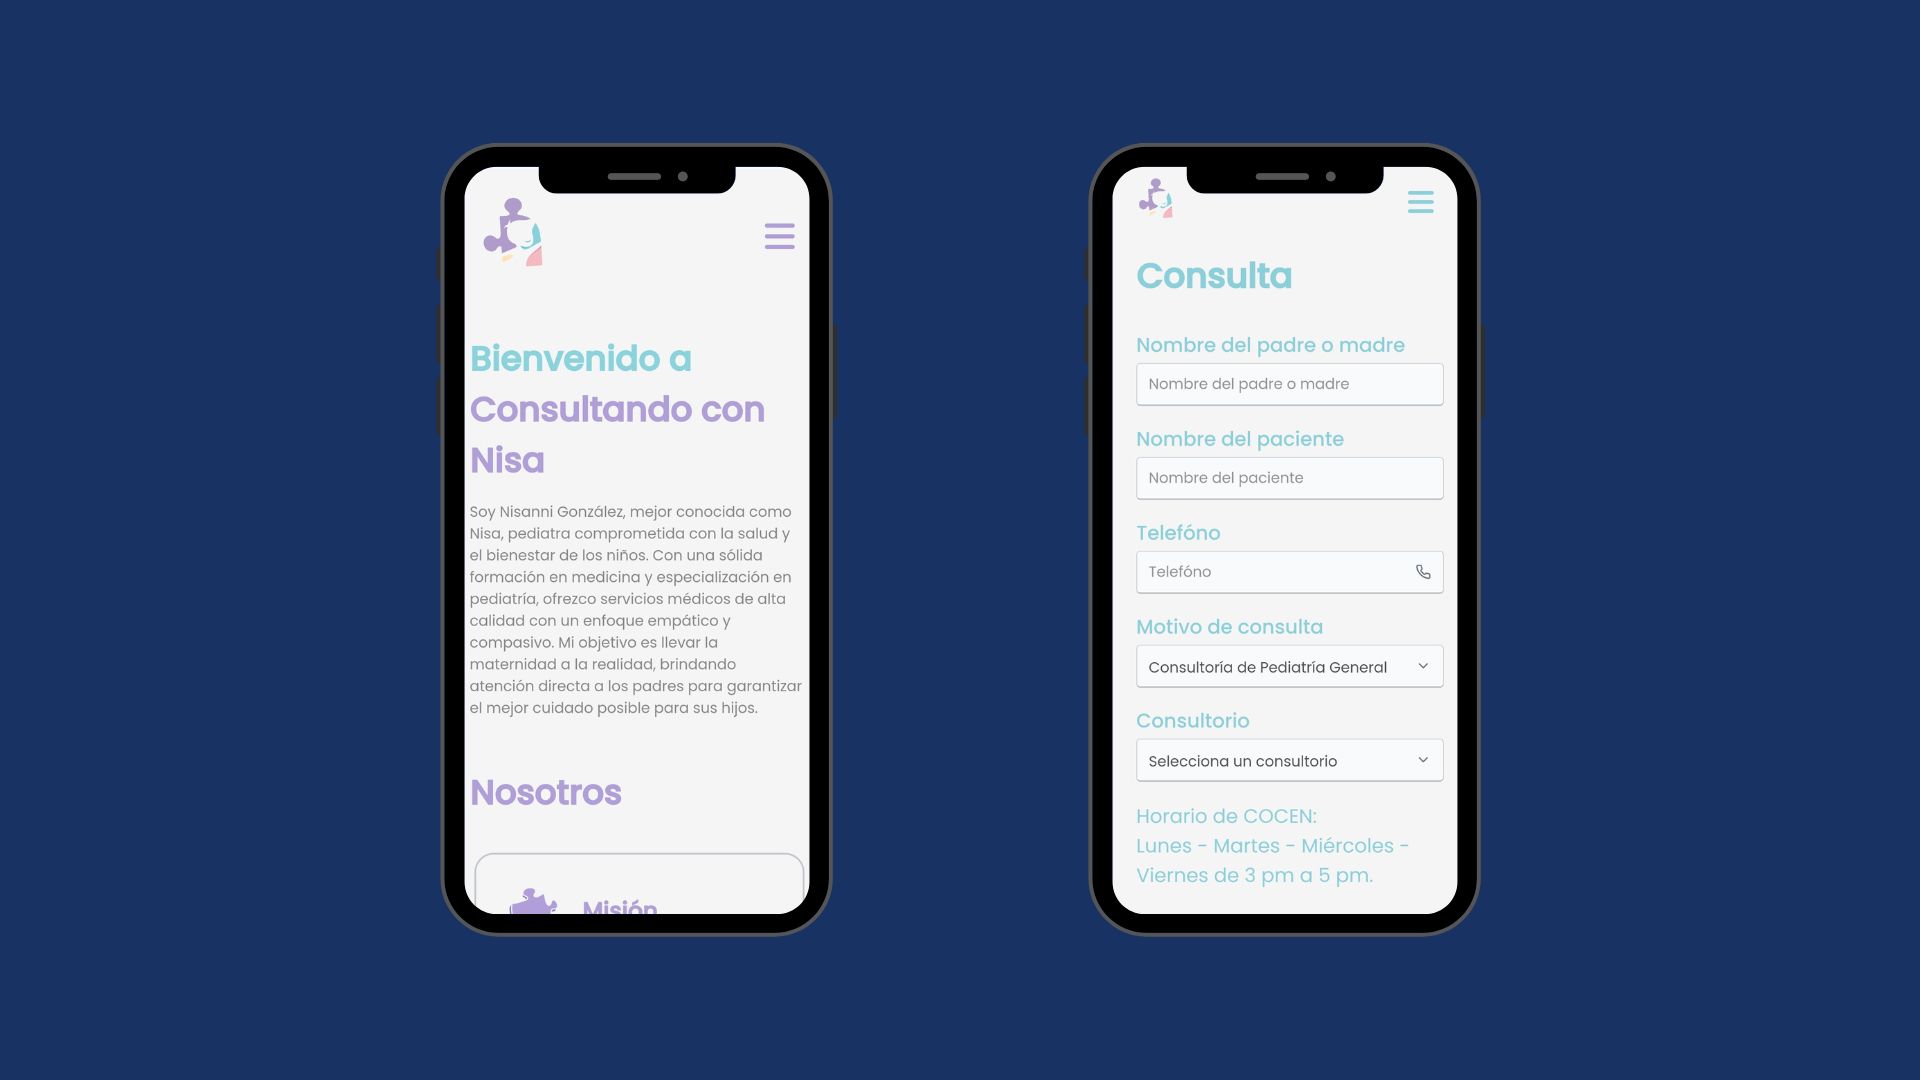 Bienvenido a
Consultando con
Nisa
Soy Nisanni González, mejor conocida como
Nisa, pediatra comprometida con la salud y
el bienestar de los niños. Con una sólida
formación en medicina y especialización en
pediatría, ofrezco servicios médicos de alta
calidad con un enfoque empático y
compasivo. Mi objetivo es llevar la
maternidad a la realidad, brindando
atención directa a los padres para garantizar
el mejor cuidado posible para sus hijos.
Nosotros
Misión
Consulta
Nombre del padre o madre
Nombre del padre o madre
Nombre del paciente
Nombre del paciente
Telefóno
Telefóno
Motivo de consulta
Consultoría de Pediatría General
Consultorio
Selecciona un consultorio
Horario de COCEN:
Lunes - Martes - Miércoles -
Viernes de 3 pm a 5 pm.